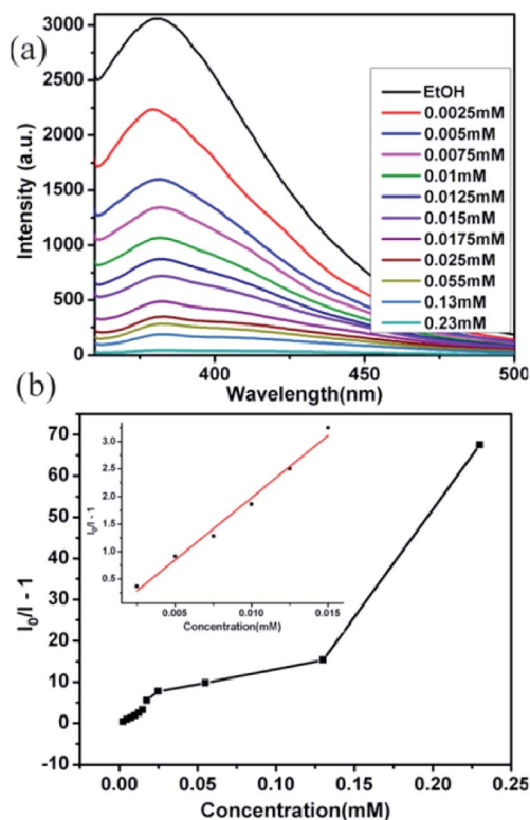 (a)
3000
2500
2000
1500
1000
500
0
Intensity (a.u.)
EtOH
0.0025mM
0.005mM
0.0075mM
0.01mM
0.0125mM
0.015mM
0.0175mM
0.025mM
0.055mM
0.13mM
0.23mM
400
450
500
Wavelength(nm)
(b)
70
60
50
40
30
20
10
0
-10
I0/I - 1
3.0
2.5
2.0
1.5
1.0
0.5
I0/I - 1
0.005
0.010
0.015
Concentration(mM)
0.00
0.05
0.10
0.15
0.20
0.25
Concentration(mM)